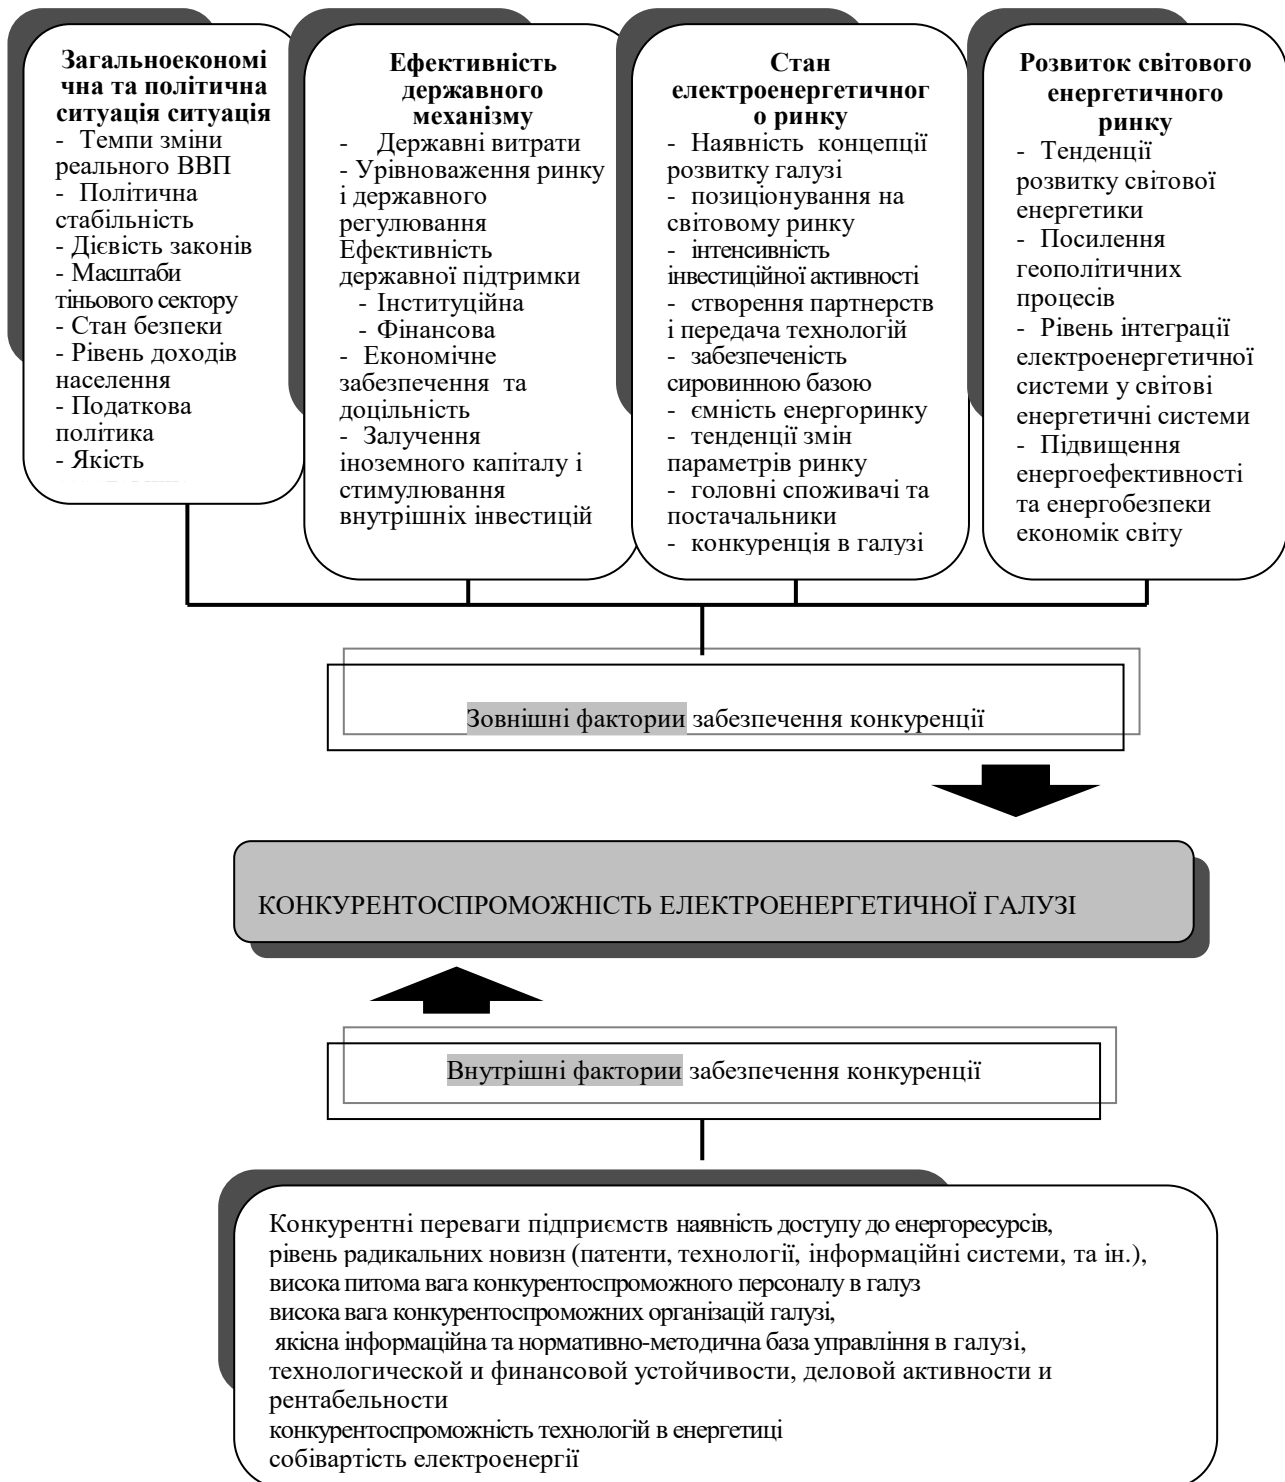 Загальноекономі
чна та політична
ситуація ситуація
- Темпи зміни
реального ВВП
- Політична
стабільність
- Дієвість законів
- Масштаби
тіньового сектору
- Стан безпеки
- Рівень доходів
населення
- Податкова
політика
- Якість
Ефективність
державного
механізму
- Державні витрати
- Урівноваження ринку
і державного
регулювання
Ефективність
державної підтримки
- Інституційна
- Фінансова
- Економічне
забезпечення та
доцільність
- Залучення
іноземного капіталу і
стимулювання
внутрішніх інвестицій
Стан
електроенергетичног
о ринку
- Наявність концепції
розвитку галузі
- позиціонування на
світовому ринку
- інтенсивність
інвестиційної активності
- створення партнерств
і передача технологій
- забезпеченість
сировинною базою
- ємність енергоринку
- тенденції змін
параметрів ринку
- головні споживачі та
постачальники
- конкуренція в галузі
Розвиток світового
енергетичного
ринку
- Тенденції
розвитку світової
енергетики
- Посилення
геополітичних
процесів
- Рівень інтеграції
електроенергетичної
системи у світові
енергетичні системи
- Підвищення
енергоефективності
та енергобезпеки
економік світу
Зовнішні фактории забезпечення конкуренції
КОНКУРЕНТОСПРОМОЖНІСТЬ ЕЛЕКТРОЕНЕРГЕТИЧНОЇ ГАЛУЗІ
Внутрішні фактории забезпечення конкуренції
Конкурентні переваги підприємств наявність доступу до енергоресурсів,
рівень радикальних новизн (патенти, технології, інформаційні системи, та ін.),
висока питома вага конкурентоспроможного персоналу в галуз
висока вага конкурентоспроможних організацій галузі,
якісна інформаційна та нормативно-методична база управління в галузі,
технологической и финансовой устойчивости, деловой активности и
рентабельности
конкурентоспроможність технологій в енергетиці
собівартість електроенергії